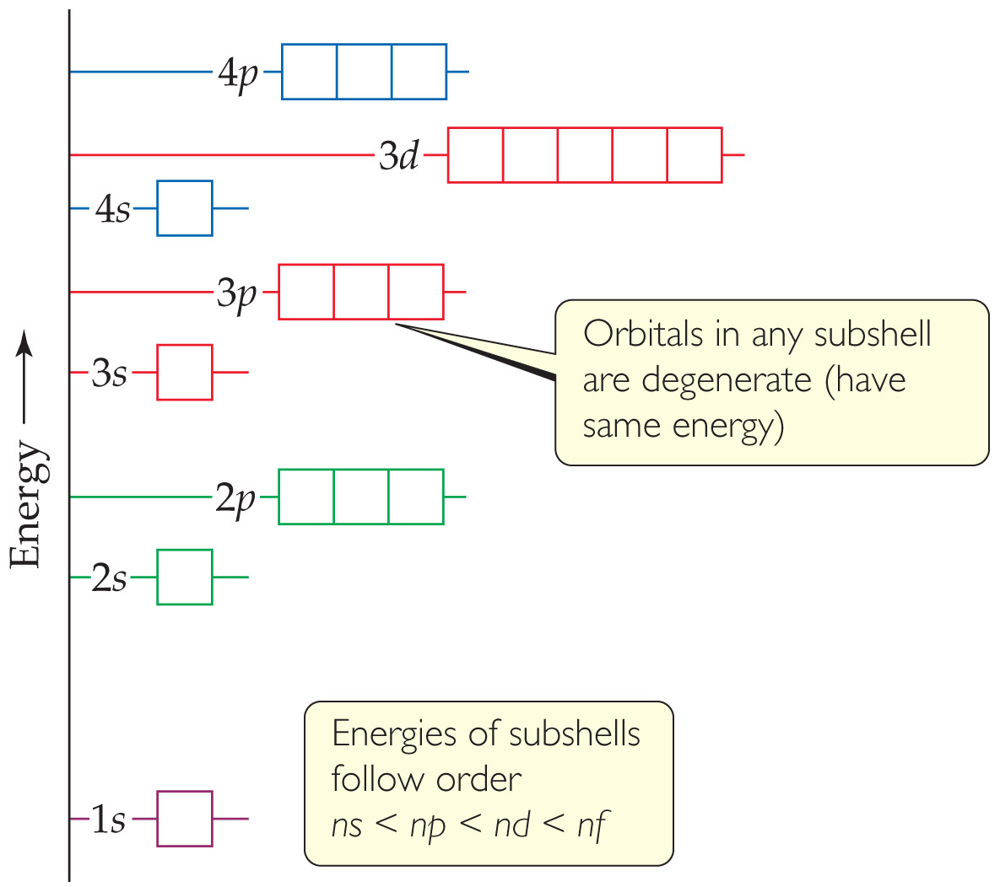 4p
3d
4s
3p
Orbitals in any subshell
are degenerate (have
same energy)
3s
Energy
2p
2s
Energies of subshells
follow order
ns < np < nd < nf
1s